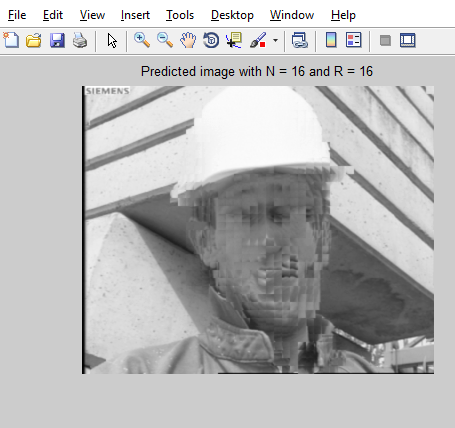 File Edit View Insert Tools Desktop Window Help
Predicted image with N = 16 and R = 16
SIEMENS